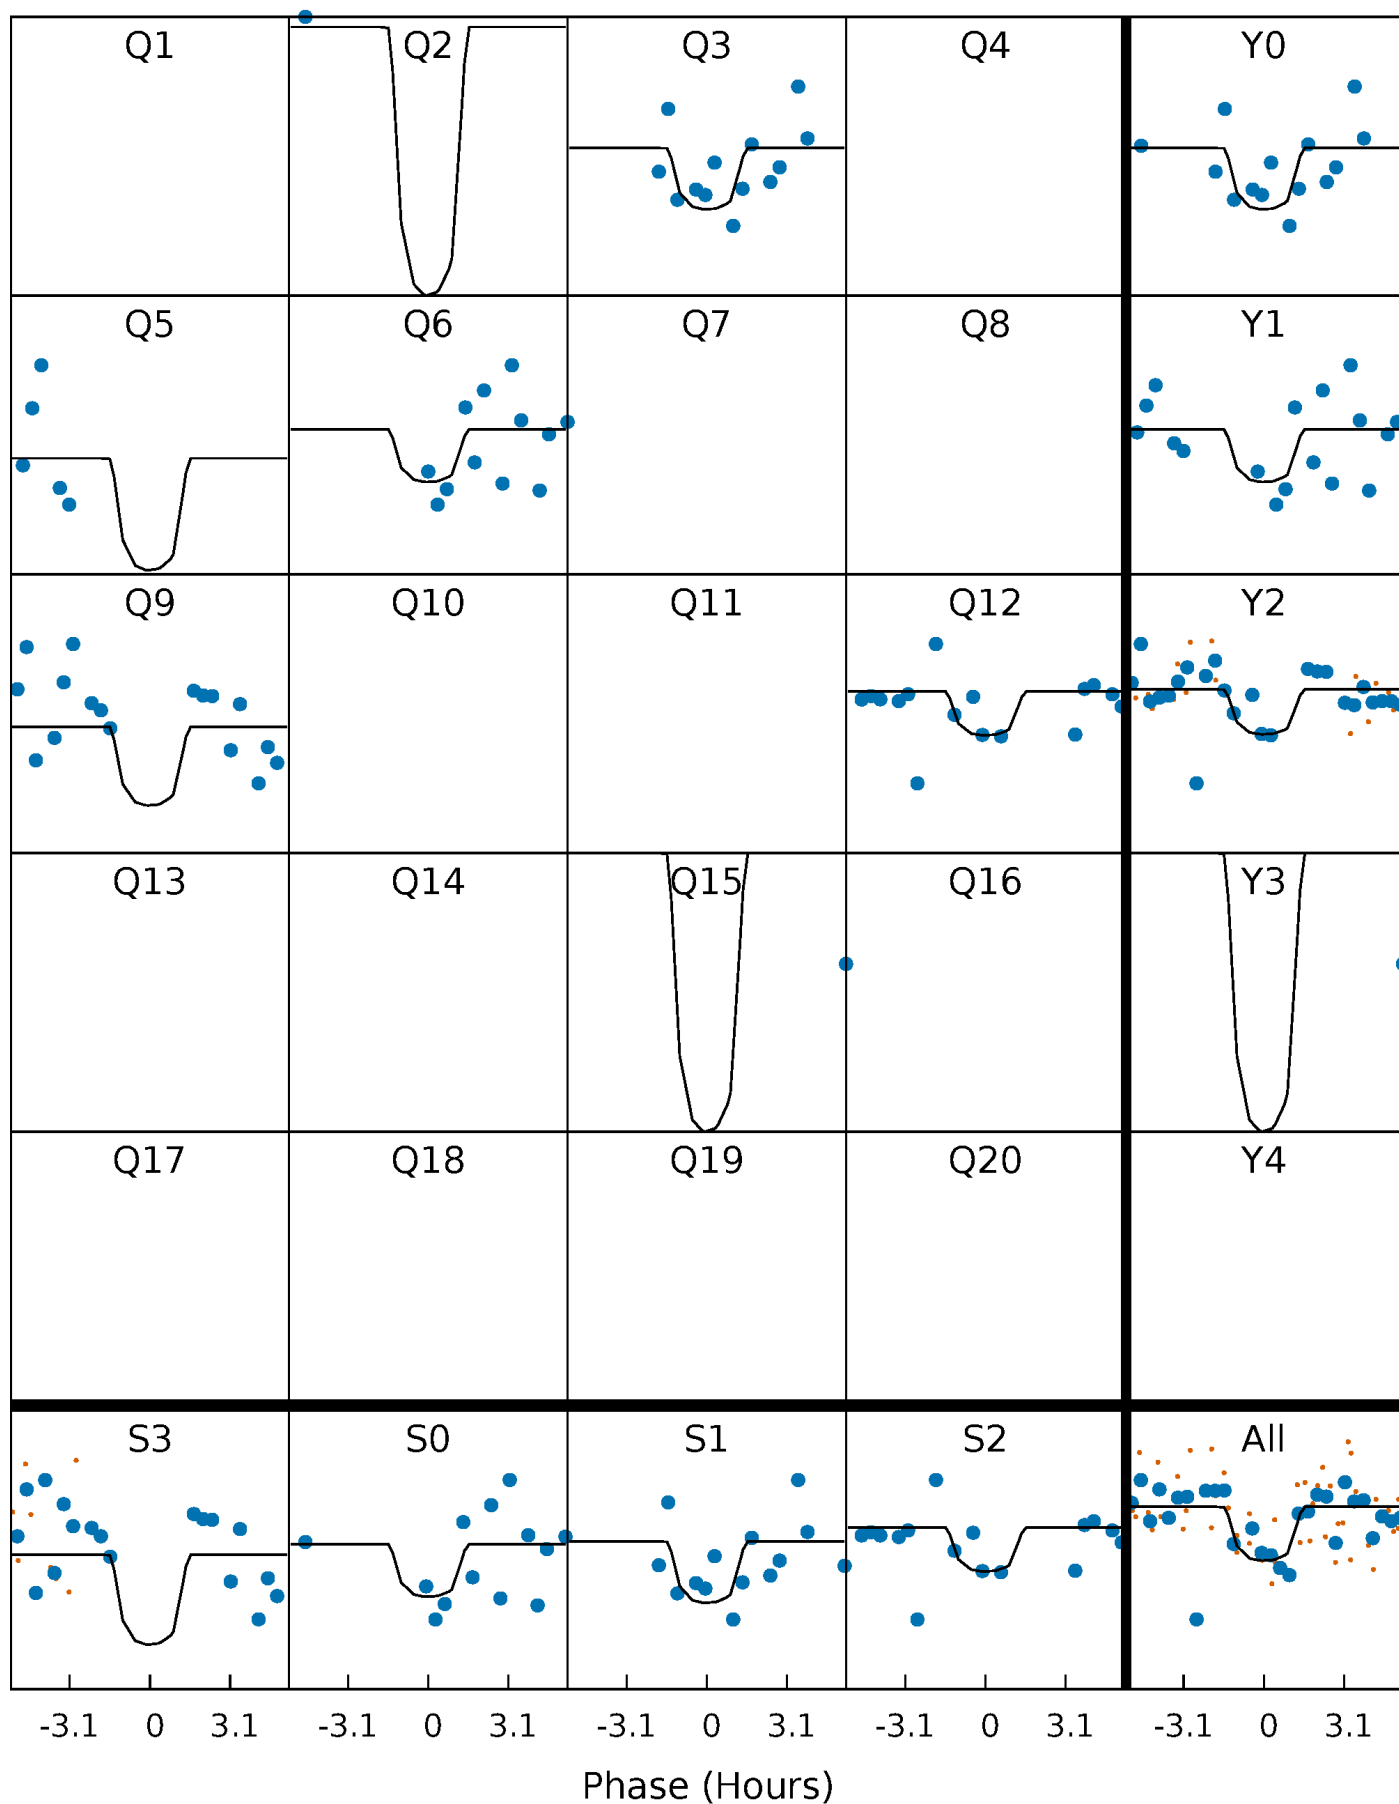 Q1 Q2 Q3 Q4 Y0
Q5 Q6 Q7 Q8 Y1
Q9 Q10 Q11 Q12 Y2
Q13 Q14 Q15 Q16 Y3
Q17 Q18 Q19 Q20 Y4
S3 S0 S1 S2 All
-3.1 0 3.1 -3.1 0 3.1 -3.1 0 3.1 -3.1 0 3.1 -3.1 0 3.1
Phase (Hours)